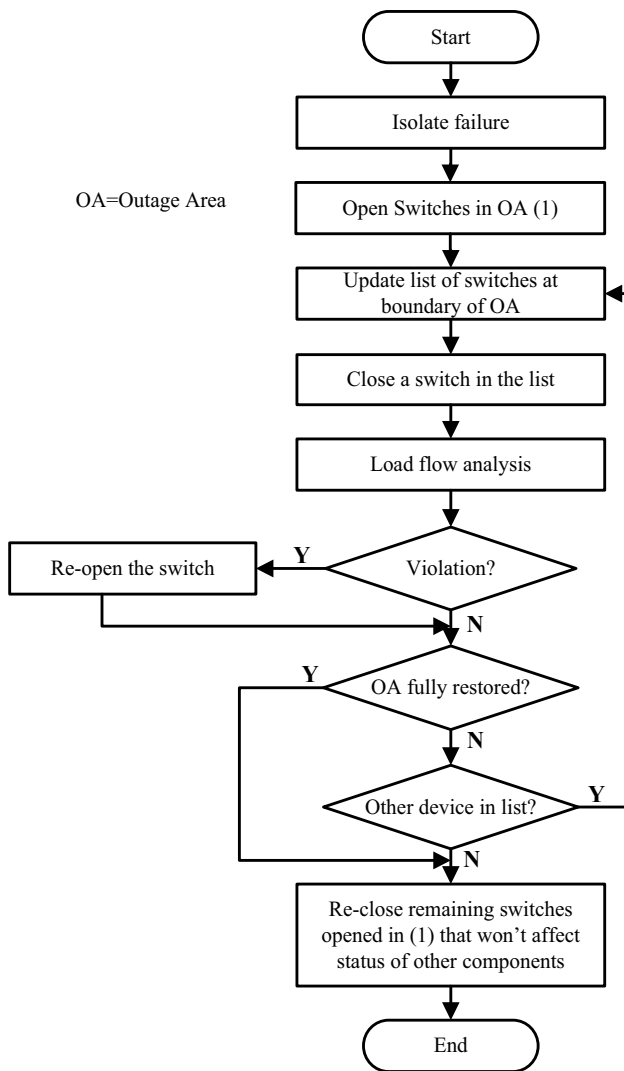 Start
Isolate failure
OA=Outage Area
Open Switches in OA (1)
Update list of switches at
boundary of OA
Close a switch in the list
Load flow analysis
Re-open the switch
Y
Violation?
N
Y
OA fully restored?
N
Other device in list?
Y
N
Re-close remaining switches
opened in (1) that won’t affect
status of other components
End